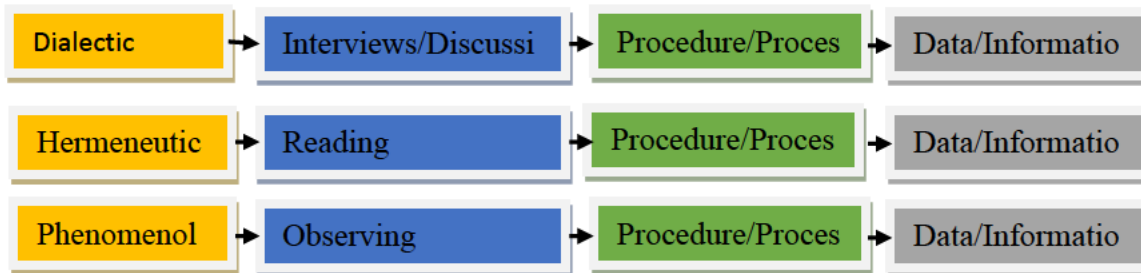 Dialectic Interviews/Discussi Procedure/Proces Data/Informatio
Hermeneutic Reading Procedure/Proces Data/Informatio
Phenomenol Observing Procedure/Proces Data/Informatio